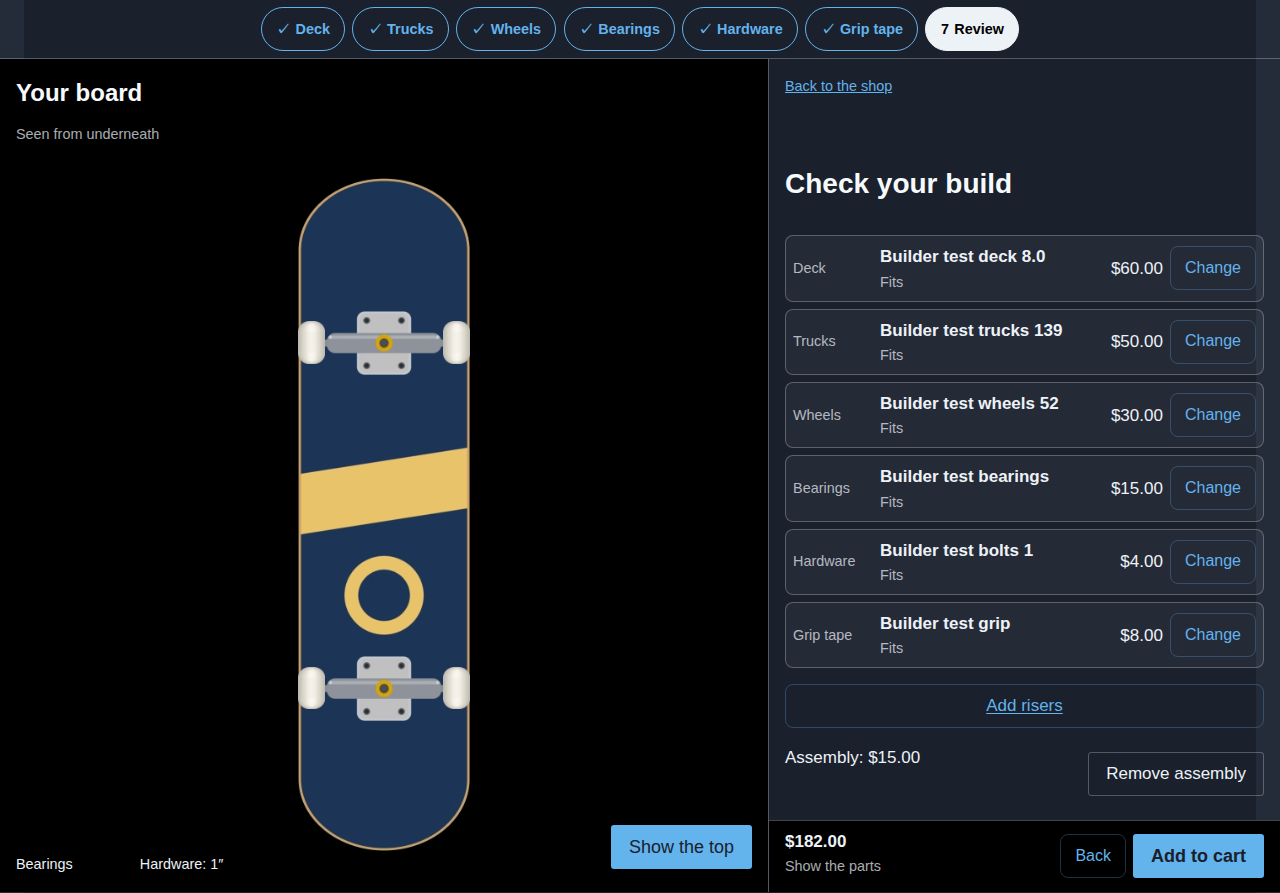 ✓ Deck ✓ Trucks ✓ Wheels ✓ Bearings ✓ Hardware ✓ Grip tape 7 Review
Your board
Seen from underneath
Bearings
Hardware: 1″
Show the top
Back to the shop
Check your build
Deck
Builder test deck 8.0
Fits
$60.00
Change
Trucks
Builder test trucks 139
Fits
$50.00
Change
Wheels
Builder test wheels 52
Fits
$30.00
Change
Bearings
Builder test bearings
Fits
$15.00
Change
Hardware
Builder test bolts 1
Fits
$4.00
Change
Grip tape
Builder test grip
Fits
$8.00
Change
Add risers
Assembly: $15.00
Remove assembly
$182.00
Show the parts
Back
Add to cart